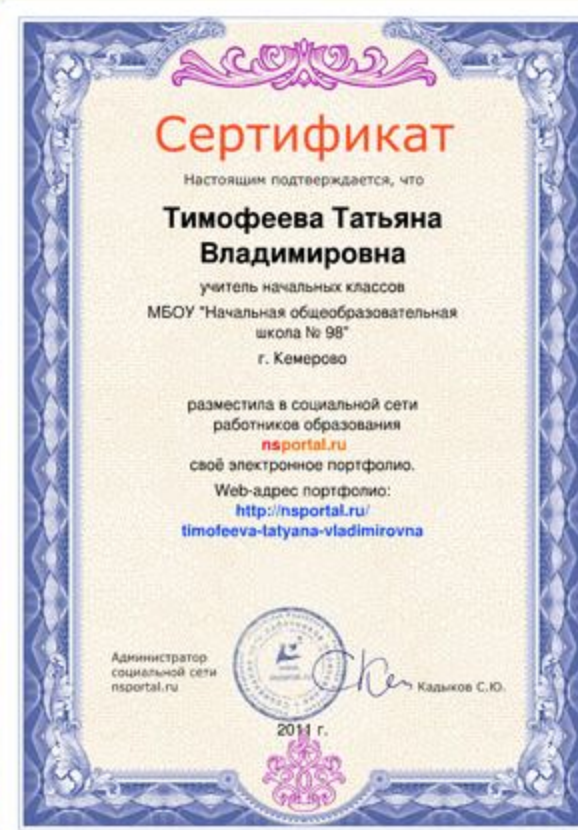 Сертификат
Настоящим подтверждается, что
Тимофеева Татьяна
Владимировна
учитель начальных классов
МБОУ "Начальная общеобразовательная
школа № 98"
г. Кемерово
разместила в социальной сети
работников образования
nsportal.ru
своё электронное портфолио.
Web-адрес портфолио:
http://nsportal.ru/
timofeeva-tatyana-vladimirovna
Администратор
социальной сети
nsportal.ru
Кадыков С.Ю.
2011 г.